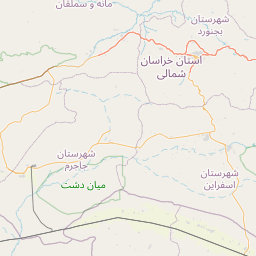 مانه و سملقان
شهرستان
بجنورد
استان خراسان
شمالی
شهرستان
جاجرم
میان دشت
شهرستان
اسفراین